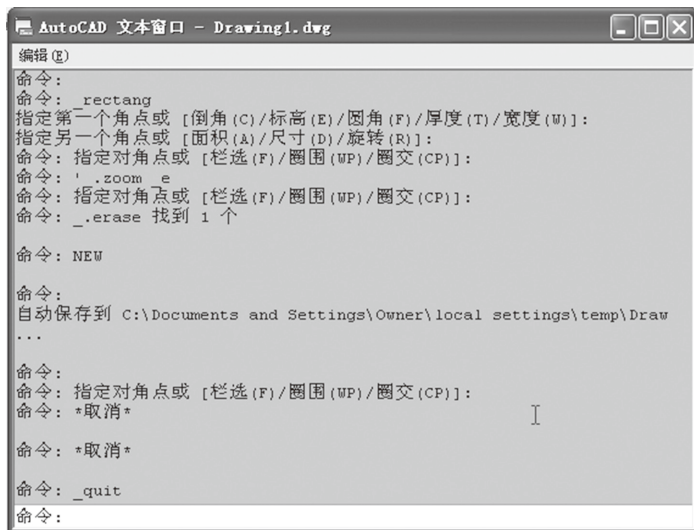 AutoCAD 文本窗口 - Drawing1.dwg
编辑(E)
命令:
命令: _rectang
指定第一个角点或 [倒角(C)/标高(E)/圆角(F)/厚度(T)/宽度(W)]:
指定另一个角点或 [面积(A)/尺寸(D)/旋转(R)]:
命令: 指定对角点或 [栏选(F)/圈围(WP)/圈交(CP)]:
命令: '_.zoom _e
命令: 指定对角点或 [栏选(F)/圈围(WP)/圈交(CP)]:
命令: _.erase 找到 1 个
命令: NEW
命令:
自动保存到 C:\Documents and Settings\Owner\local settings\temp\Draw
...
命令:
命令: 指定对角点或 [栏选(F)/圈围(WP)/圈交(CP)]:
命令: *取消*
命令: *取消*
命令: _quit
命令: